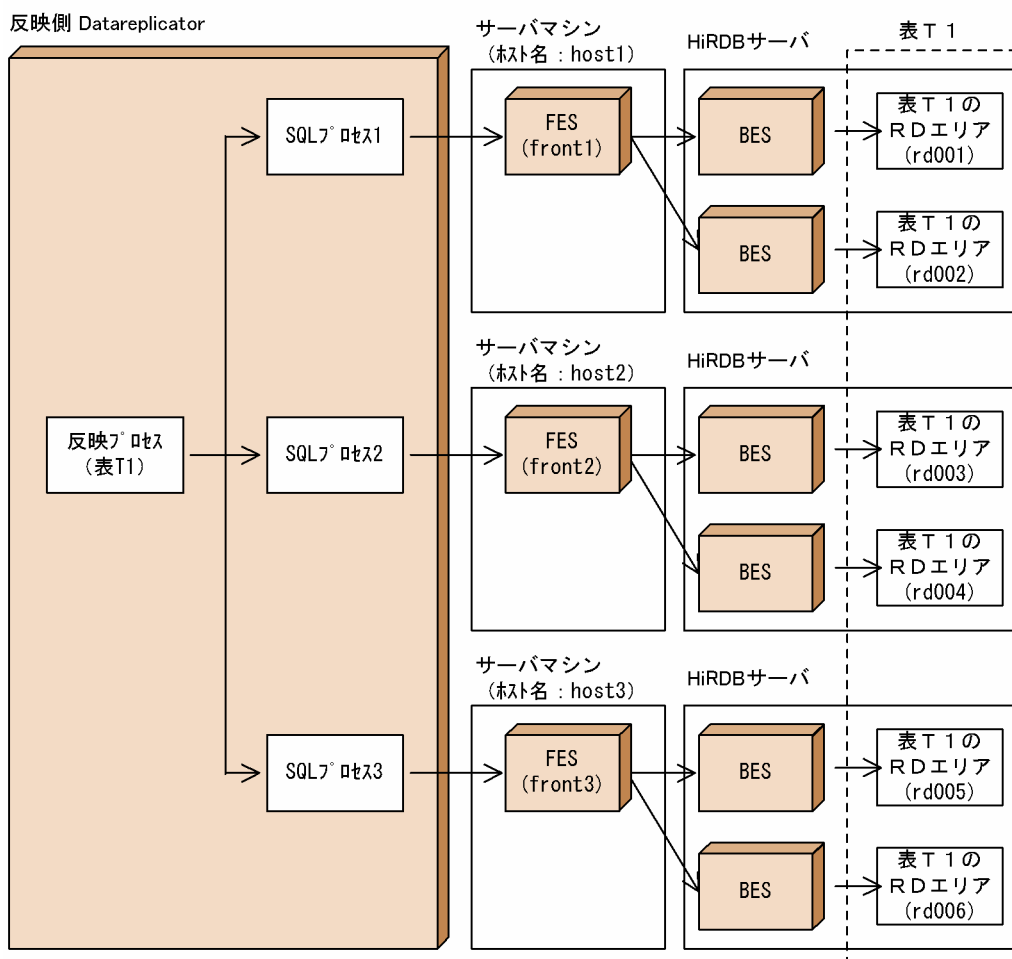 反映側 Datareplicator
サーバマシン
(ﾎｽﾄ名:host1)
HiRDBサーバ
表T1
SQLﾌﾟﾛｾｽ1
FES
(front1)
BES
表T1の
RDエリア
(rd001)
BES
表T1の
RDエリア
(rd002)
サーバマシン
(ﾎｽﾄ名:host2)
HiRDBサーバ
反映ﾌﾟﾛｾｽ
(表T1)
SQLﾌﾟﾛｾｽ2
FES
(front2)
BES
表T1の
RDエリア
(rd003)
BES
表T1の
RDエリア
(rd004)
サーバマシン
(ﾎｽﾄ名:host3)
HiRDBサーバ
SQLﾌﾟﾛｾｽ3
FES
(front3)
BES
表T1の
RDエリア
(rd005)
BES
表T1の
RDエリア
(rd006)